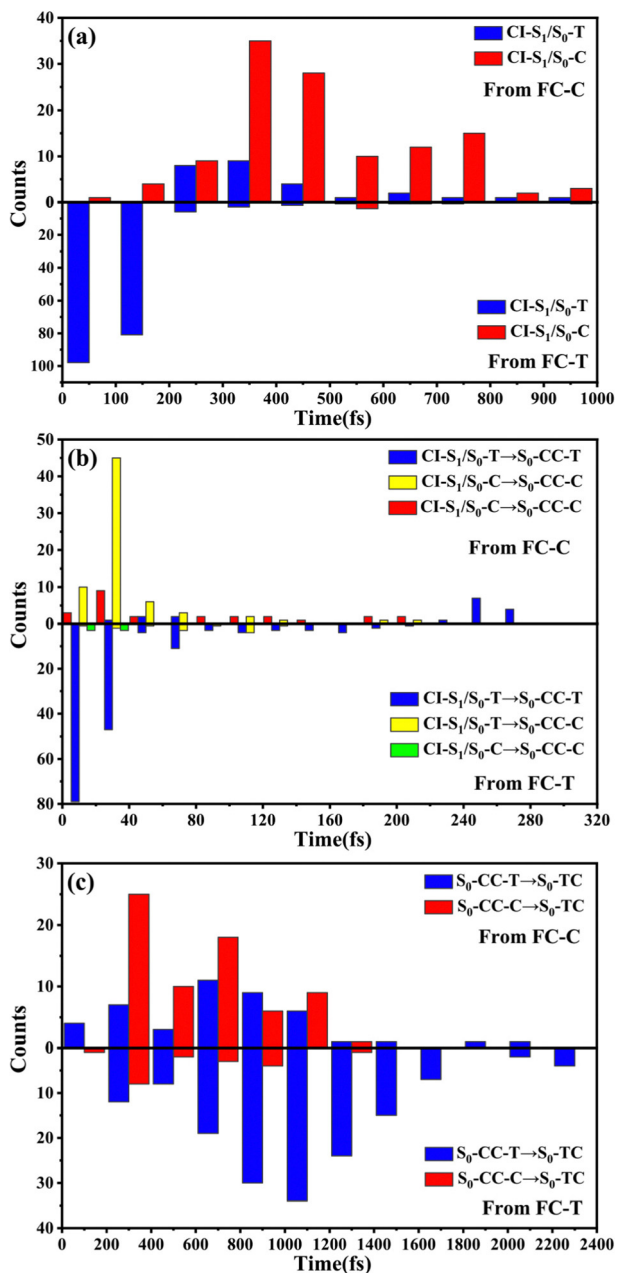 (a)
CI-S₁/S₀-T
CI-S₁/S₀-C
From FC-C
40
30
20
10
0
20
40
60
80
100
Counts
CI-S₁/S₀-T
CI-S₁/S₀-C
From FC-T
0 100 200 300 400 500 600 700 800 900 1000
Time(fs)
(b)
CI-S₁/S₀-T→S₀-CC-T
CI-S₁/S₀-C→S₀-CC-C
CI-S₁/S₀-C→S₀-CC-C
From FC-C
50
40
30
20
10
0
20
40
60
80
Counts
CI-S₁/S₀-T→S₀-CC-T
CI-S₁/S₀-T→S₀-CC-C
CI-S₁/S₀-C→S₀-CC-C
From FC-T
0 40 80 120 160 200 240 280 320
Time(fs)
(c)
S₀-CC-T→S₀-TC
S₀-CC-C→S₀-TC
From FC-C
30
20
10
0
10
20
30
40
Counts
S₀-CC-T→S₀-TC
S₀-CC-C→S₀-TC
From FC-T
0 200 400 600 800 1000 1200 1400 1600 1800 2000 2200 2400
Time(fs)